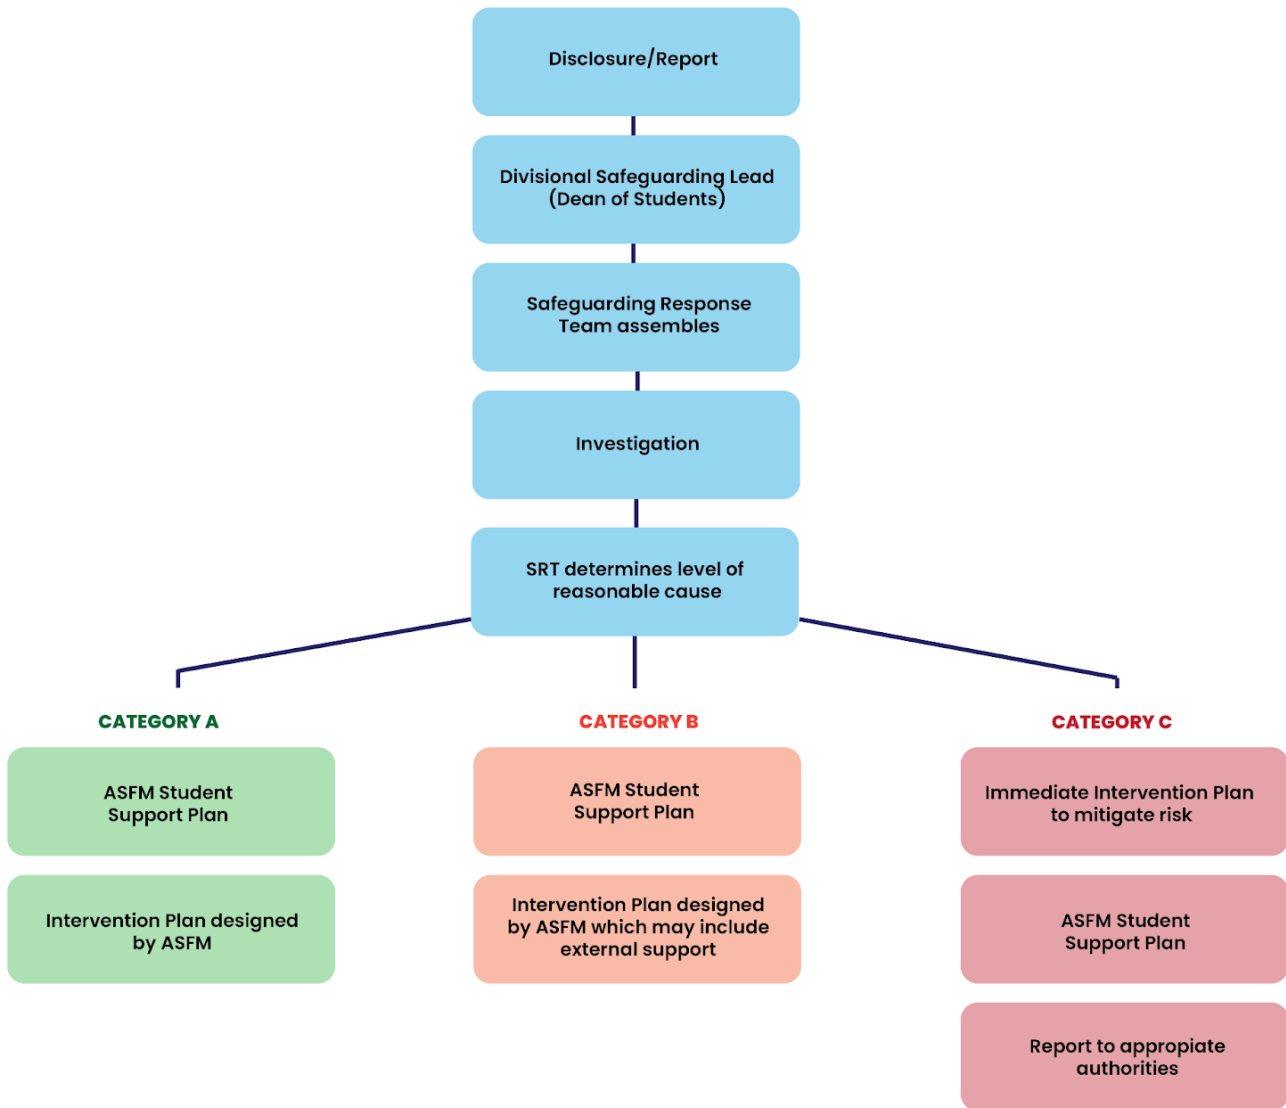 Disclosure/Report
Divisional Safeguarding Lead
(Dean of Students)
Safeguarding Response
Team assembles
Investigation
SRT determines level of
reasonable cause
CATEGORY A
ASFM Student
Support Plan
Intervention Plan designed
by ASFM
CATEGORY B
ASFM Student
Support Plan
Intervention Plan designed
by ASFM which may include
external support
CATEGORY C
Immediate Intervention Plan
to mitigate risk
ASFM Student
Support Plan
Report to appropiate
authorities